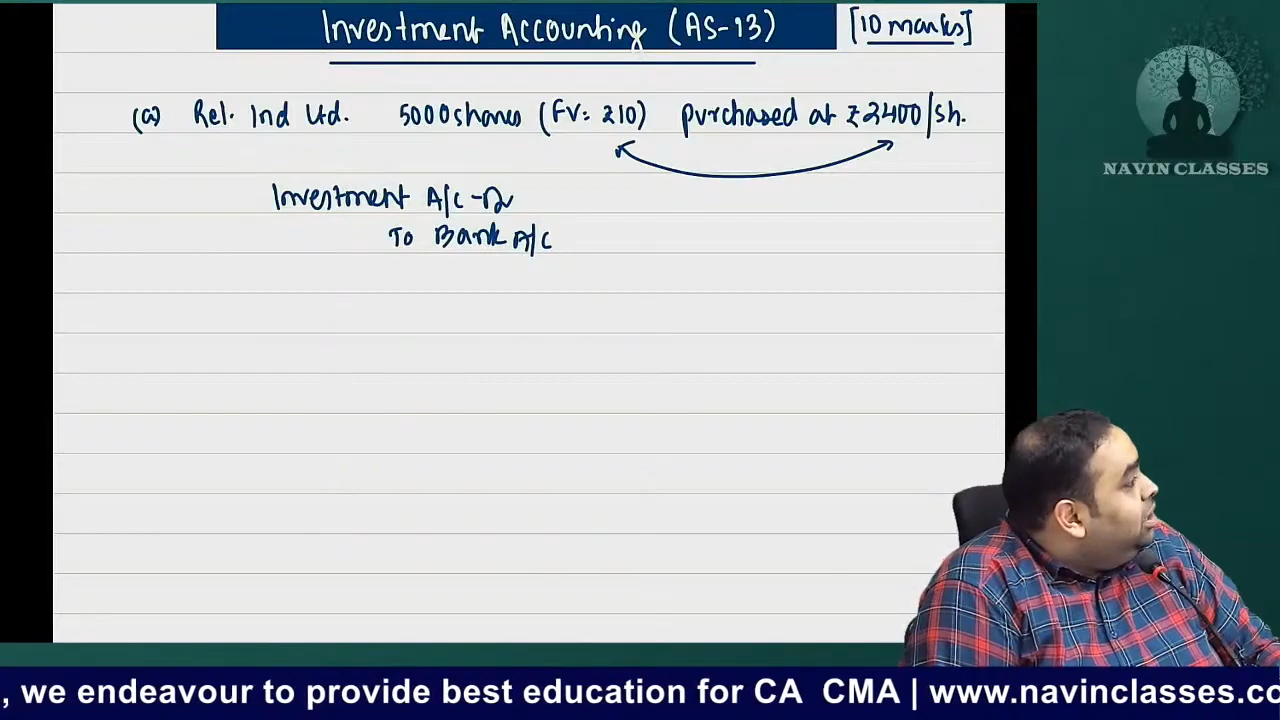 Investment Accounting (AS-13) [10 marks]
(a) Rel. Ind Ltd. 5000 shares (FV: ₹10) purchased at ₹2400/sh.
NAVIN CLASSES
Investment A/c -Dr
To Bank A/c
, we endeavour to provide best education for CA CMA | www.navinclasses.co